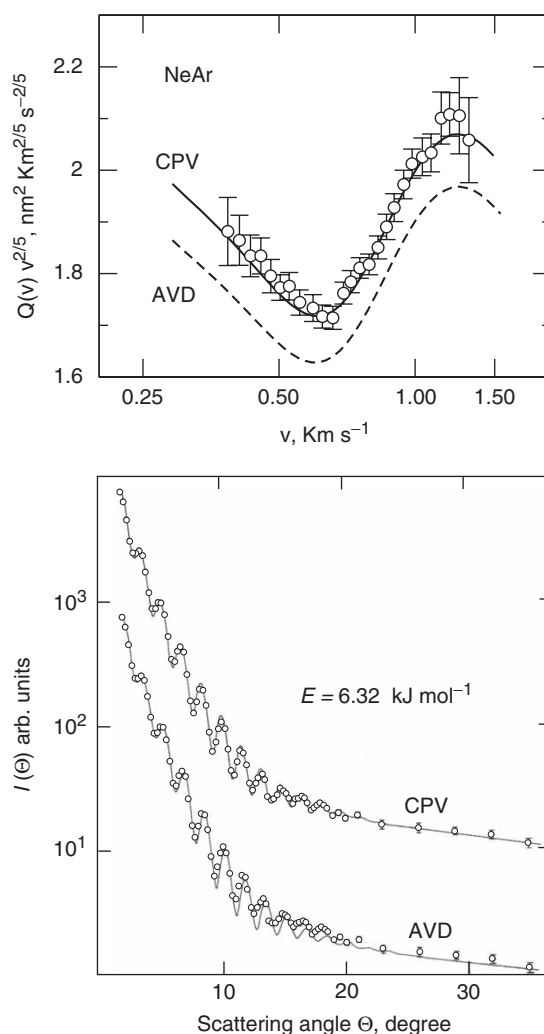 2.2
NeAr
2
CPV
1.8
AVD
1.6
0.25
0.50
1.00
1.50
Q(v) v^{2/5}, nm^2 Km^{2/5} s^{-2/5}
v, Km s^{-1}
10^3
E = 6.32 kJ mol^{-1}
10^2
CPV
10^1
AVD
10
20
30
I (Θ) arb. units
Scattering angle Θ, degree